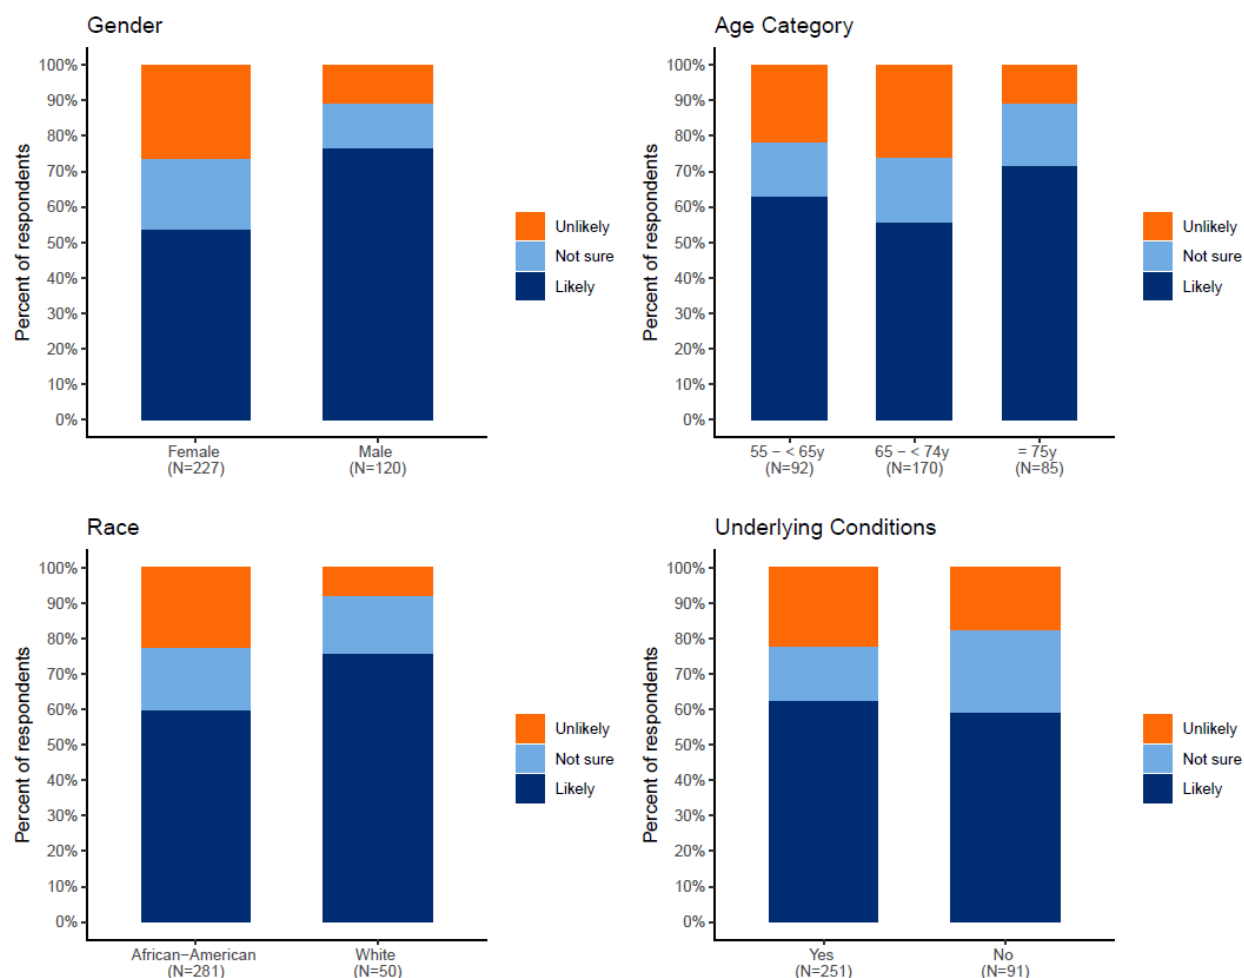 Gender
Percent of respondents
100%
90%
80%
70%
60%
50%
40%
30%
20%
10%
0%
Female
(N=227)
Male
(N=120)
Unlikely
Not sure
Likely
Age Category
Percent of respondents
100%
90%
80%
70%
60%
50%
40%
30%
20%
10%
0%
55 − < 65y
(N=92)
65 − < 74y
(N=170)
= 75y
(N=85)
Unlikely
Not sure
Likely
Race
Percent of respondents
100%
90%
80%
70%
60%
50%
40%
30%
20%
10%
0%
African−American
(N=281)
White
(N=50)
Unlikely
Not sure
Likely
Underlying Conditions
Percent of respondents
100%
90%
80%
70%
60%
50%
40%
30%
20%
10%
0%
Yes
(N=251)
No
(N=91)
Unlikely
Not sure
Likely